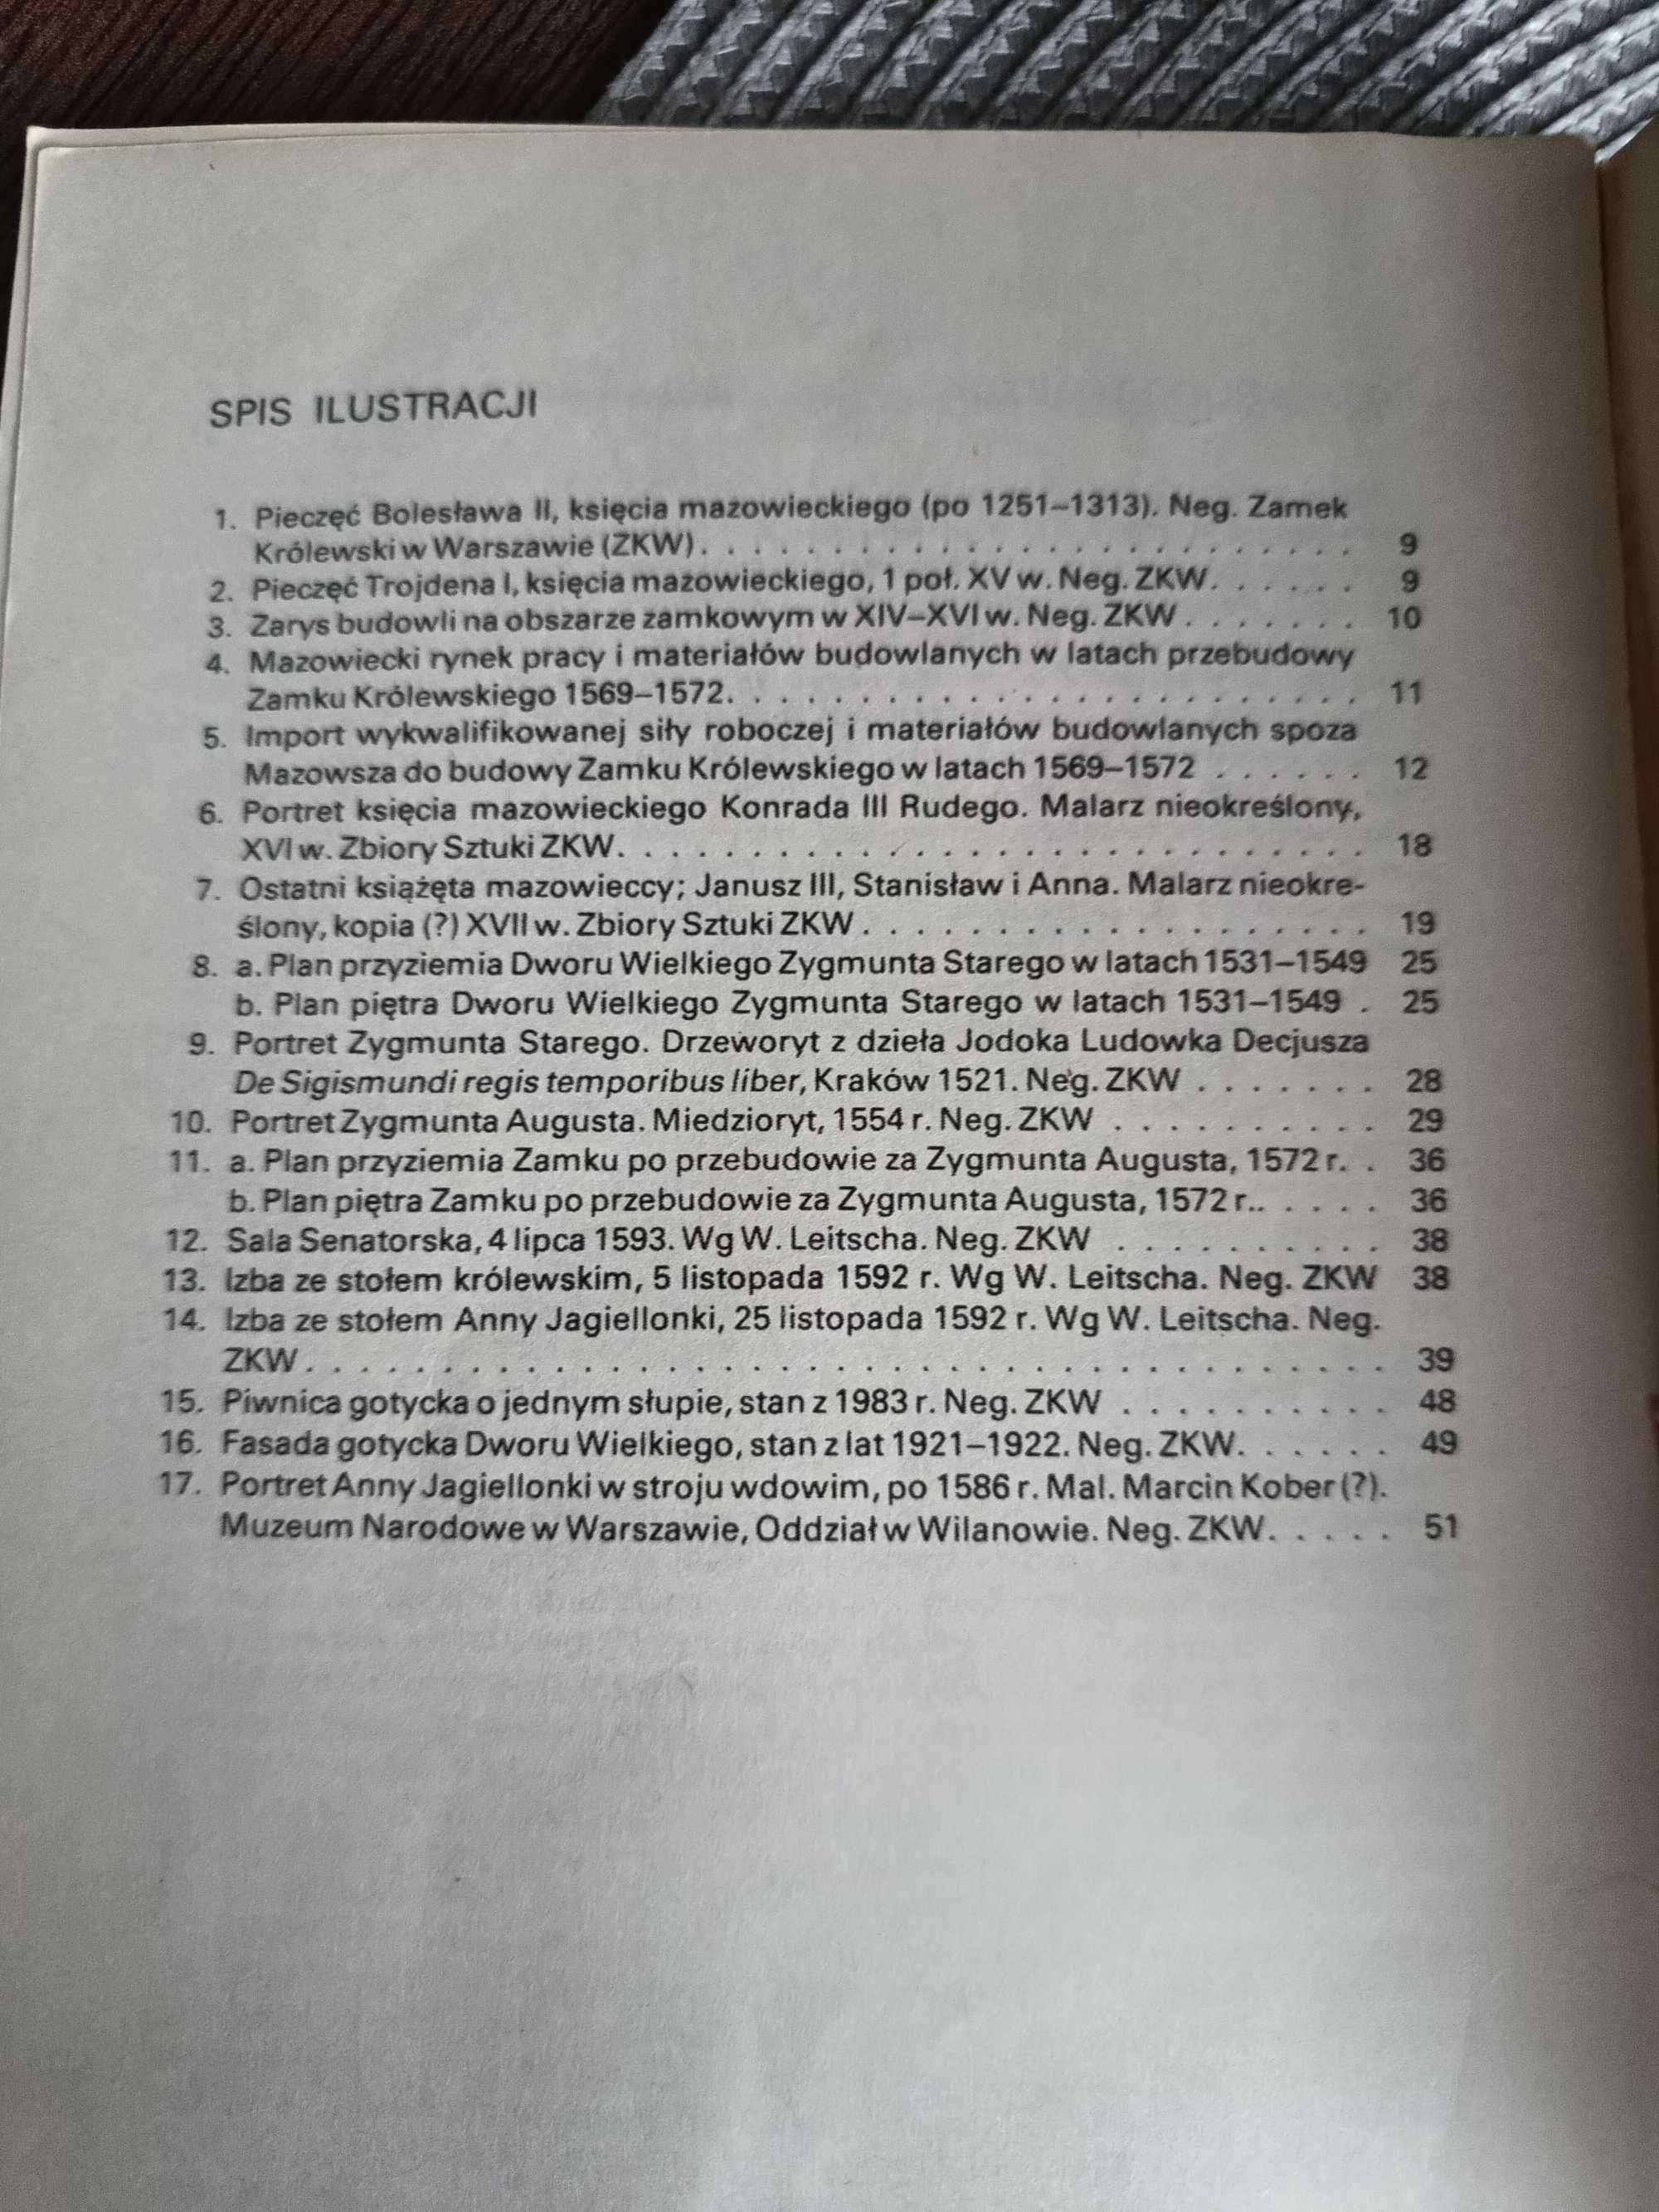 SPIS ILUSTRACJI
1. Pieczęć Bolesława II, księcia mazowieckiego (po 1251–1313). Neg. Zamek
Królewski w Warszawie (ZKW). . . . . . . . . . . . . . . . . . . . . . . . . 9
2. Pieczęć Trojdena I, księcia mazowieckiego, 1 poł. XV w. Neg. ZKW. . . . . . 9
3. Zarys budowli na obszarze zamkowym w XIV–XVI w. Neg. ZKW . . . . . . . 10
4. Mazowiecki rynek pracy i materiałów budowlanych w latach przebudowy
Zamku Królewskiego 1569–1572. . . . . . . . . . . . . . . . . . . . . . . . 11
5. Import wykwalifikowanej siły roboczej i materiałów budowlanych spoza
Mazowsza do budowy Zamku Królewskiego w latach 1569–1572 . . . . . . 12
6. Portret księcia mazowieckiego Konrada III Rudego. Malarz nieokreślony,
XVI w. Zbiory Sztuki ZKW. . . . . . . . . . . . . . . . . . . . . . . . . . . . 18
7. Ostatni książęta mazowieccy; Janusz III, Stanisław i Anna. Malarz nieokre-
ślony, kopia (?) XVII w. Zbiory Sztuki ZKW . . . . . . . . . . . . . . . . . . . 19
8. a. Plan przyziemia Dworu Wielkiego Zygmunta Starego w latach 1531–1549 25
b. Plan piętra Dworu Wielkiego Zygmunta Starego w latach 1531–1549 . 25
9. Portret Zygmunta Starego. Drzeworyt z dzieła Jodoka Ludowka Decjusza
De Sigismundi regis temporibus liber, Kraków 1521. Neg. ZKW . . . . . . . 28
10. Portret Zygmunta Augusta. Miedzioryt, 1554 r. Neg. ZKW . . . . . . . . . . 29
11. a. Plan przyziemia Zamku po przebudowie za Zygmunta Augusta, 1572 r. . 36
b. Plan piętra Zamku po przebudowie za Zygmunta Augusta, 1572 r.. . . . . 36
12. Sala Senatorska, 4 lipca 1593. Wg W. Leitscha. Neg. ZKW . . . . . . . . . . 38
13. Izba ze stołem królewskim, 5 listopada 1592 r. Wg W. Leitscha. Neg. ZKW 38
14. Izba ze stołem Anny Jagiellonki, 25 listopada 1592 r. Wg W. Leitscha. Neg.
ZKW. . . . . . . . . . . . . . . . . . . . . . . . . . . . . . . . . . . . . . . . 39
15. Piwnica gotycka o jednym słupie, stan z 1983 r. Neg. ZKW . . . . . . . . . . 48
16. Fasada gotycka Dworu Wielkiego, stan z lat 1921–1922. Neg. ZKW. . . . . . 49
17. Portret Anny Jagiellonki w stroju wdowim, po 1586 r. Mal. Marcin Kober (?).
Muzeum Narodowe w Warszawie, Oddział w Wilanowie. Neg. ZKW. . . . . 51